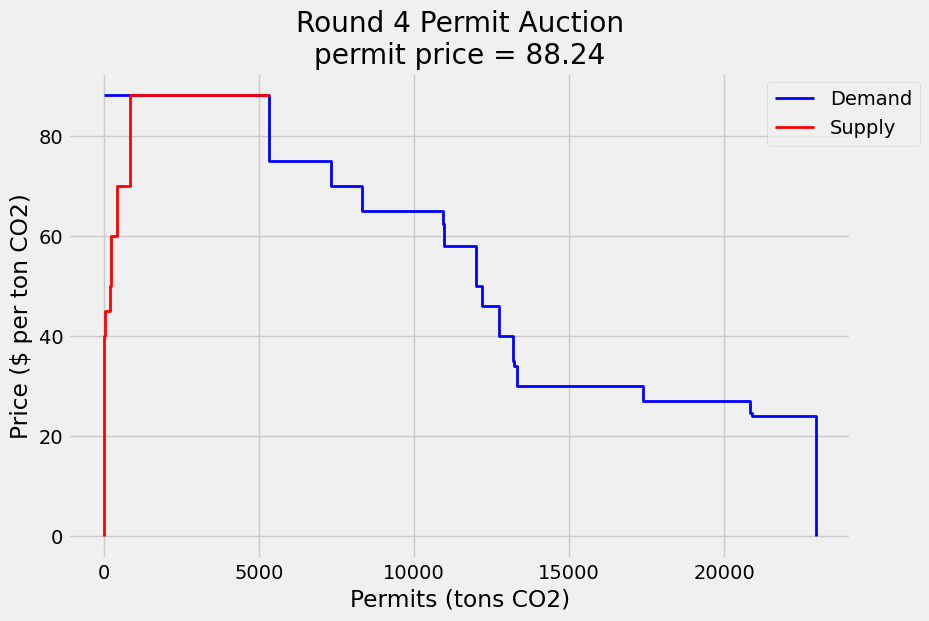 Round 4 Permit Auction
permit price = 88.24
Demand
Supply
Price ($ per ton CO2)
80
60
40
20
0
0 5000 10000 15000 20000
Permits (tons CO2)